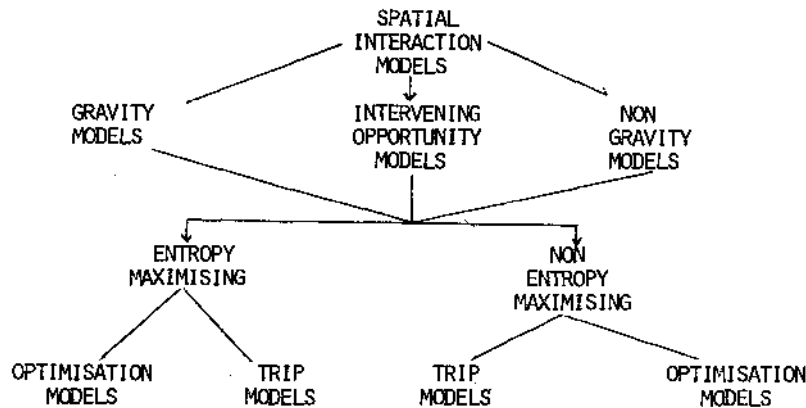 SPATIAL
INTERACTION
MODELS
GRAVITY
MODELS
INTERVENING
OPPORTUNITY
MODELS
NON
GRAVITY
MODELS
ENTROPY
MAXIMISING
NON
ENTROPY
MAXIMISING
OPTIMISATION
MODELS
TRIP
MODELS
TRIP
MODELS
OPTIMISATION
MODELS